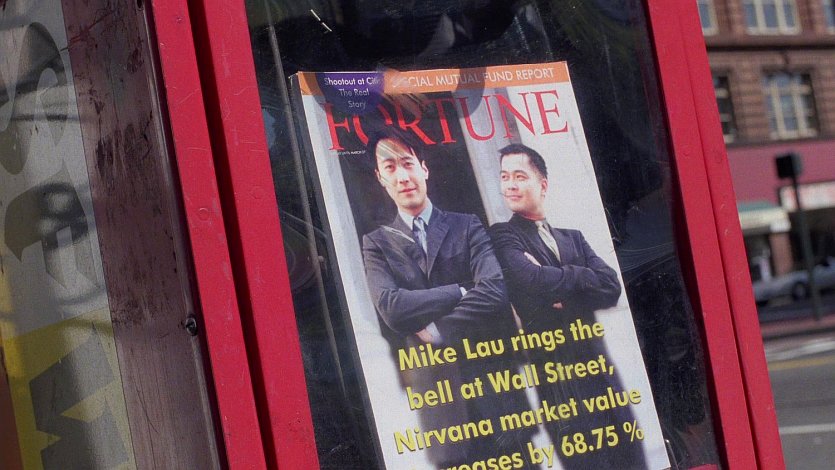 Shootout at Citi
The Real
Story
SPECIAL MUTUAL FUND REPORT
FORTUNE
Mike Lau rings the
bell at Wall Street,
Nirvana market value
increases by 68.75 %